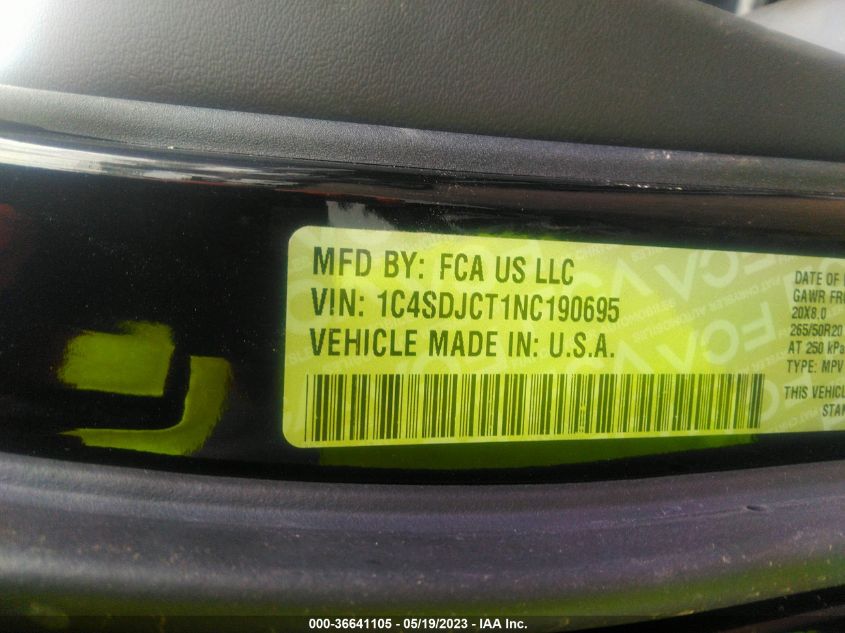 MFD BY: FCA US LLC
VIN: 1C4SDJCT1NC190695
VEHICLE MADE IN: U.S.A.
DATE OF
GAWR FRO
20X8.0
265/50R20
AT 250 kPa
TYPE: MPV
THIS VEHICL
STAN
000-36641105 - 05/19/2023 - IAA Inc.